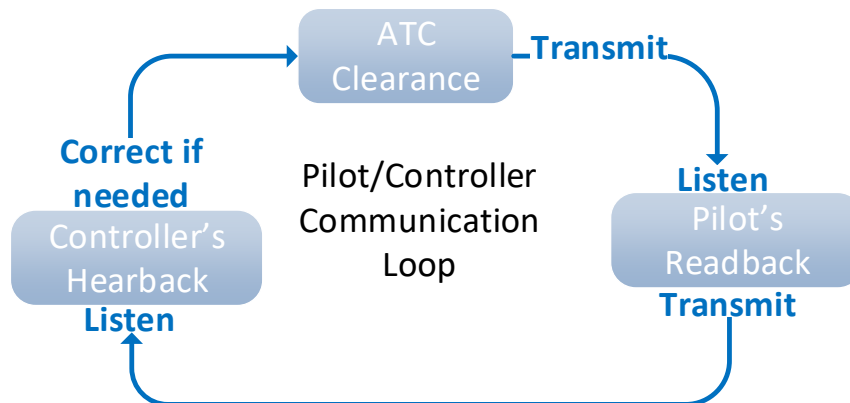 ATC
Clearance
Transmit
Correct if
needed
Pilot/Controller
Communication
Loop
Listen
Controller's
Hearback
Pilot's
Readback
Listen
Transmit